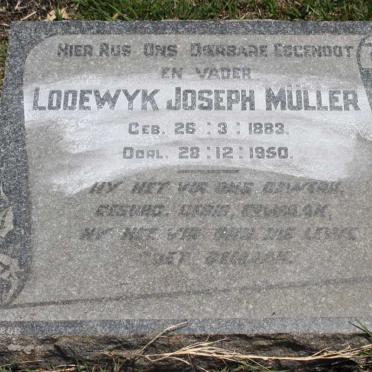 HIER RUS ONS DIERBARE EGGENOOT
EN VADER
LODEWYK JOSEPH MÜLLER
GEB. 26:3:1883.
OORL. 28:12:1950.
HY HET VIR ONS GEWERK,
GESORG, GEBID, GEWAAK,
HY HET VIR ONS DIE LEWE
SOET GEMAAK.